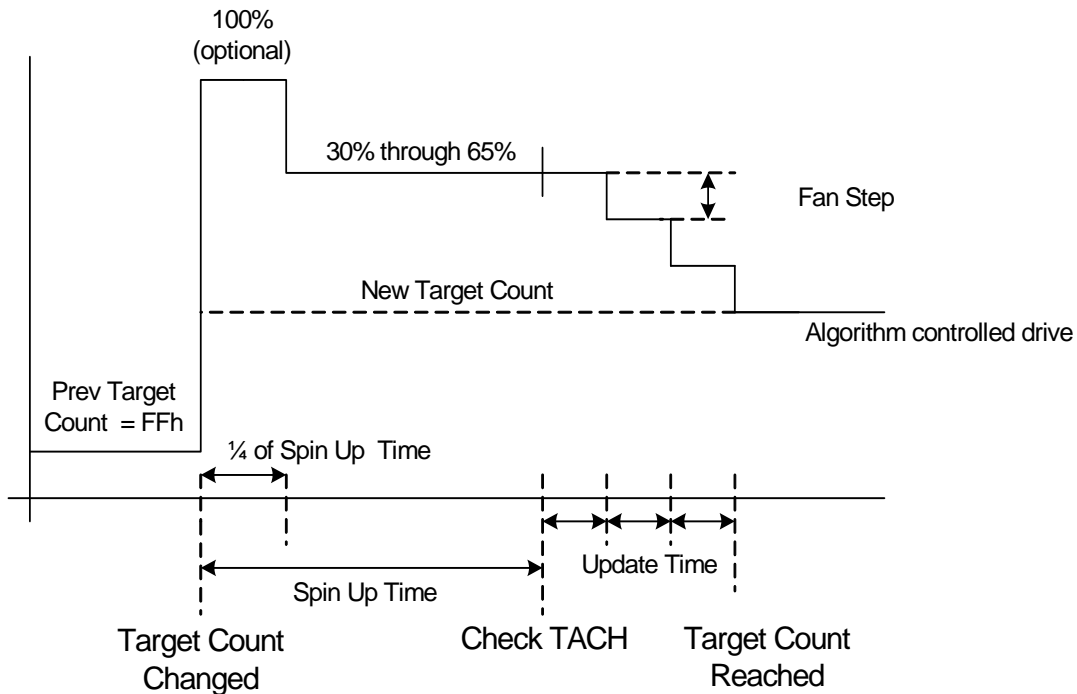 100%
(optional)
30% through 65%
Fan Step
New Target Count
Algorithm controlled drive
Prev Target
Count = FFh
¼ of Spin Up Time
Update Time
Spin Up Time
Target Count
Changed
Check TACH
Target Count
Reached